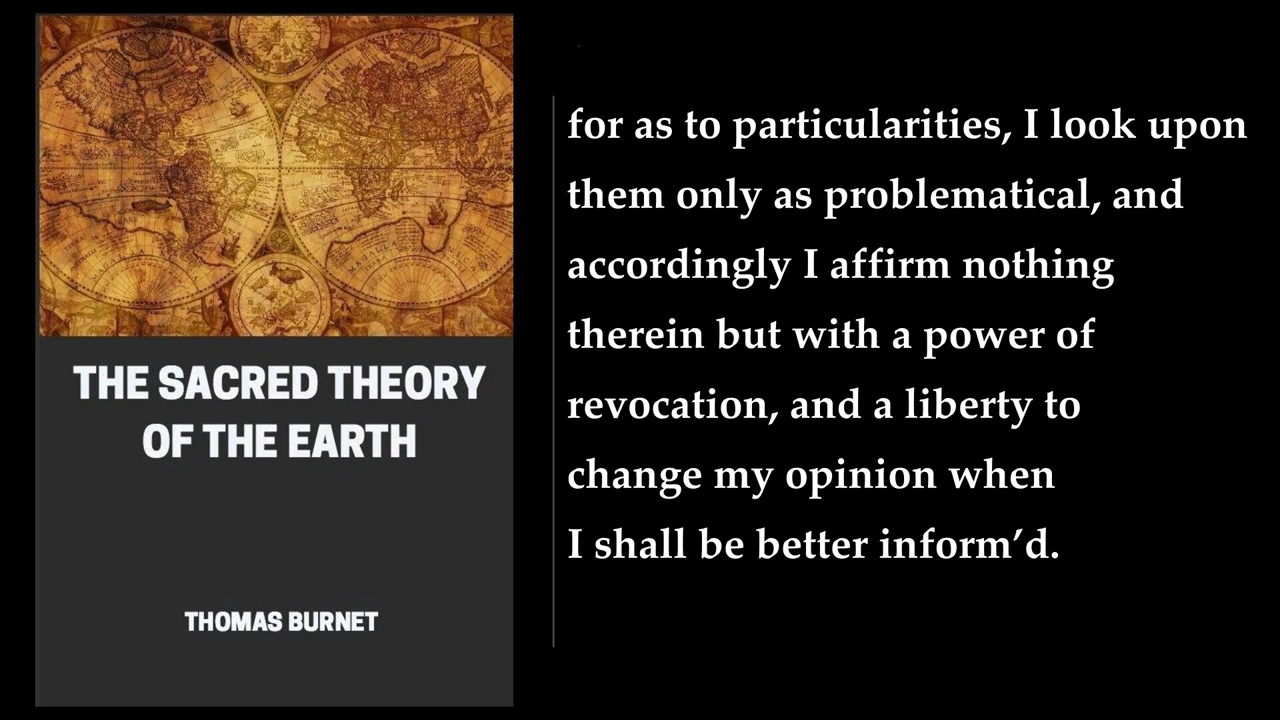 THE SACRED THEORY
OF THE EARTH
THOMAS BURNET
for as to particularities, I look upon
them only as problematical, and
accordingly I affirm nothing
therein but with a power of
revocation, and a liberty to
change my opinion when
I shall be better inform’d.